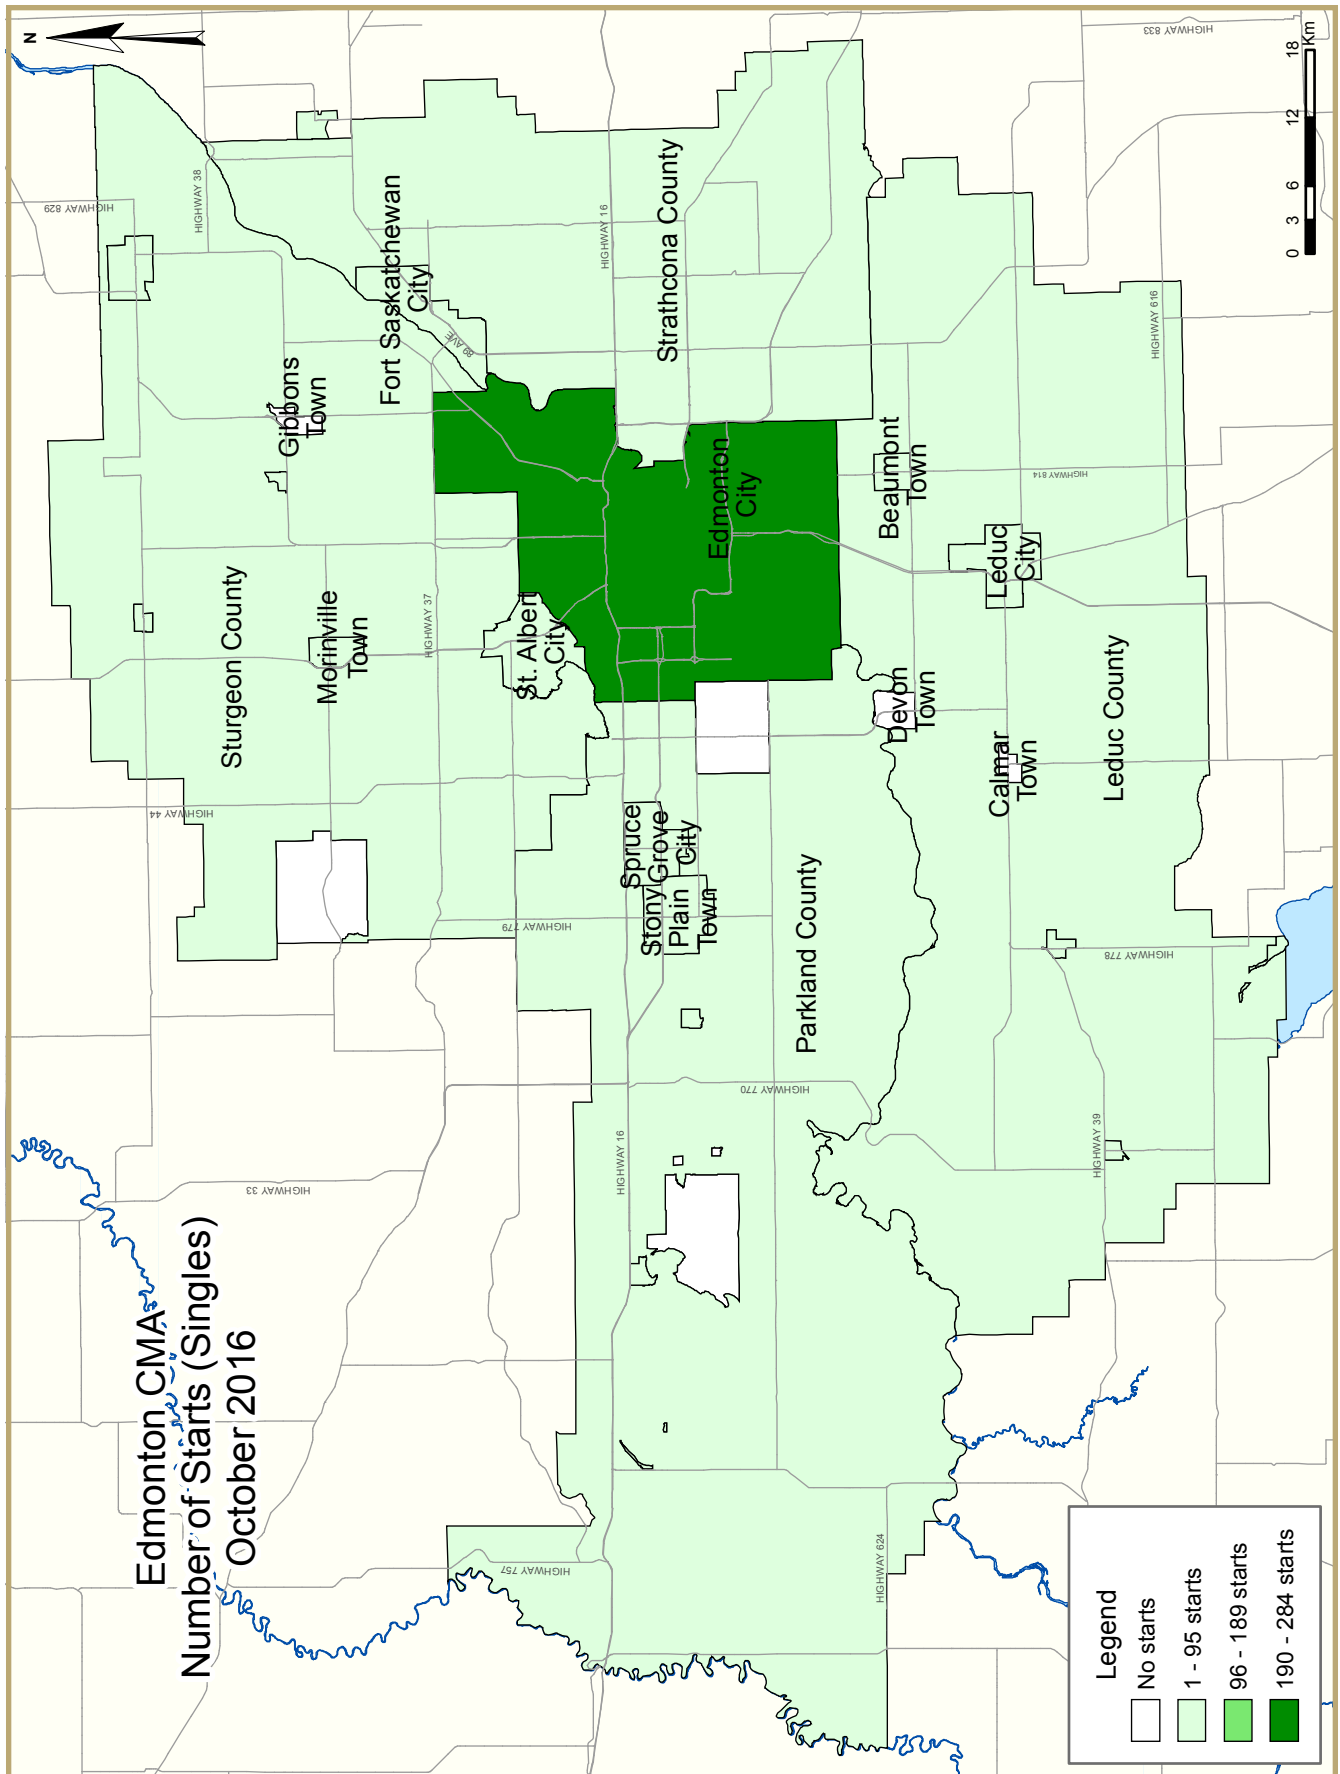 Edmonton CMA
Number of Starts (Singles)
October 2016
N
HIGHWAY 829
HIGHWAY 38
HIGHWAY 833
Gibbons
Town
Fort Saskatchewan
City
89 AVE
HIGHWAY 16
Strathcona County
Sturgeon County
Morinville
Town
HIGHWAY 37
HIGHWAY 44
St. Albert
City
Edmonton
City
Beaumont
Town
HIGHWAY 814
HIGHWAY 616
Leduc
City
Leduc County
Devon
Town
Calmar
Town
Spruce
Grove
City
Stony
Plain
Town
HIGHWAY 779
Parkland County
HIGHWAY 778
HIGHWAY 770
HIGHWAY 39
HIGHWAY 16
HIGHWAY 33
HIGHWAY 757
HIGHWAY 624
0 3 6 12 18
Km
Legend
No starts
1 - 95 starts
96 - 189 starts
190 - 284 starts